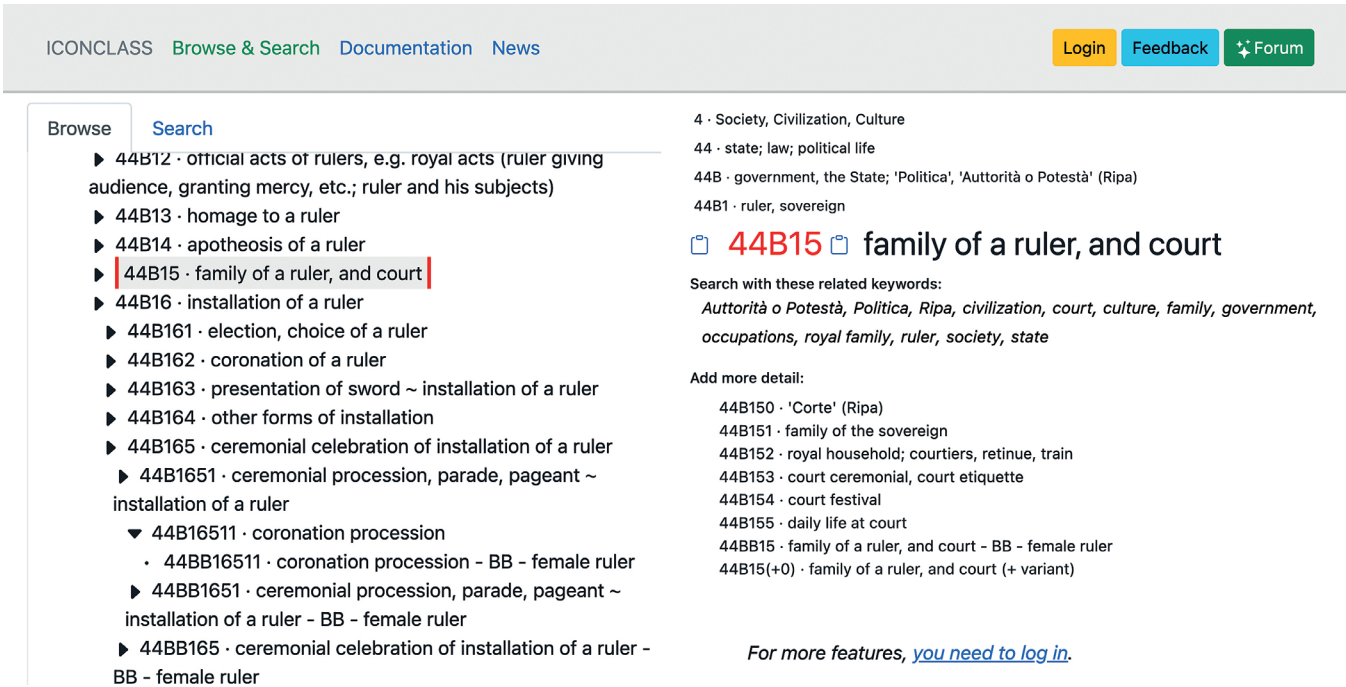 ICONCLASS Browse & Search Documentation News Login Feedback Forum
Browse Search
44B12 · official acts of rulers, e.g. royal acts (ruler giving
audience, granting mercy, etc.; ruler and his subjects)
44B13 · homage to a ruler
44B14 · apotheosis of a ruler
44B15 · family of a ruler, and court
44B16 · installation of a ruler
44B161 · election, choice of a ruler
44B162 · coronation of a ruler
44B163 · presentation of sword ~ installation of a ruler
44B164 · other forms of installation
44B165 · ceremonial celebration of installation of a ruler
44B1651 · ceremonial procession, parade, pageant ~
installation of a ruler
44B16511 · coronation procession
44BB16511 · coronation procession - BB - female ruler
44BB1651 · ceremonial procession, parade, pageant ~
installation of a ruler - BB - female ruler
44BB165 · ceremonial celebration of installation of a ruler -
BB - female ruler
4 · Society, Civilization, Culture
44 · state; law; political life
44B · government, the State; 'Politica', 'Auttorità o Potestà' (Ripa)
44B1 · ruler, sovereign
44B15 family of a ruler, and court
Search with these related keywords:
Auttorità o Potestà, Politica, Ripa, civilization, court, culture, family, government,
occupations, royal family, ruler, society, state
Add more detail:
44B150 · 'Corte' (Ripa)
44B151 · family of the sovereign
44B152 · royal household; courtiers, retinue, train
44B153 · court ceremonial, court etiquette
44B154 · court festival
44B155 · daily life at court
44BB15 · family of a ruler, and court - BB - female ruler
44B15(+0) · family of a ruler, and court (+ variant)
For more features, you need to log in.